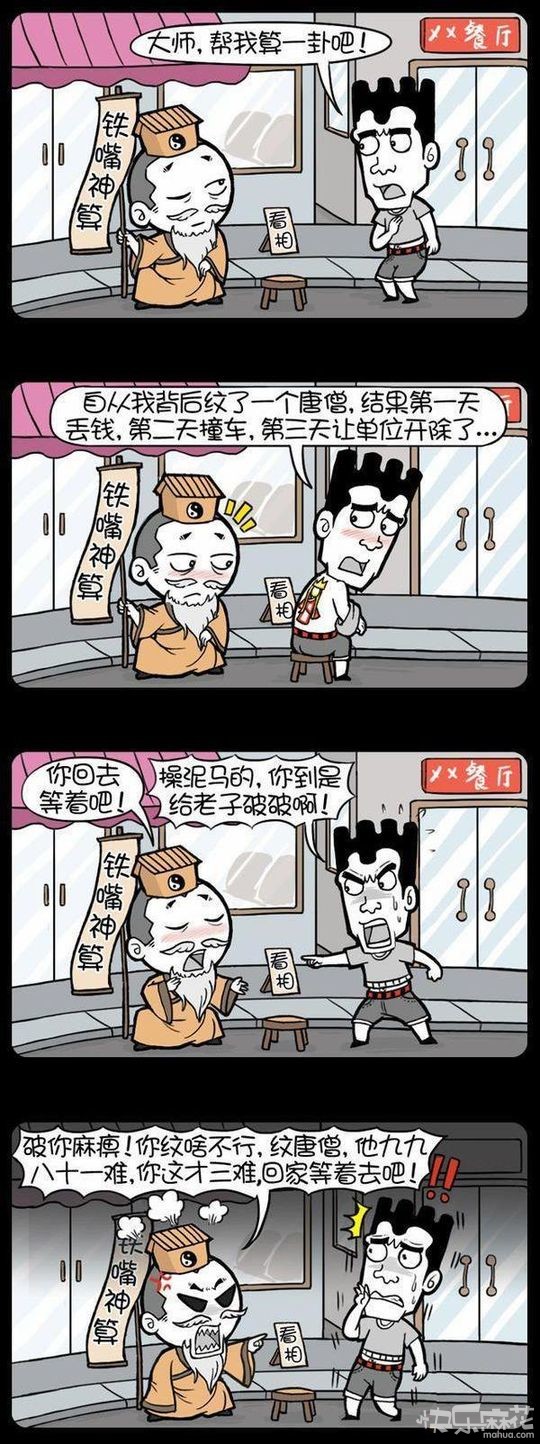 大师，帮我算一卦吧！
XX餐厅
铁嘴神算
看相
自从我背后纹了一个唐僧，结果第一天
丢钱，第二天撞车，第三天让单位开除了...
铁嘴神算
看相
你回去
等着吧！
操泥马的，你到是
给老子破破啊！
XX餐厅
铁嘴神算
看相
破你麻痹！你纹啥不行，纹唐僧，他九九
八十一难，你这才三难，回家等着去吧！
!!
铁嘴神算
看相
快乐麻花
mahua.com